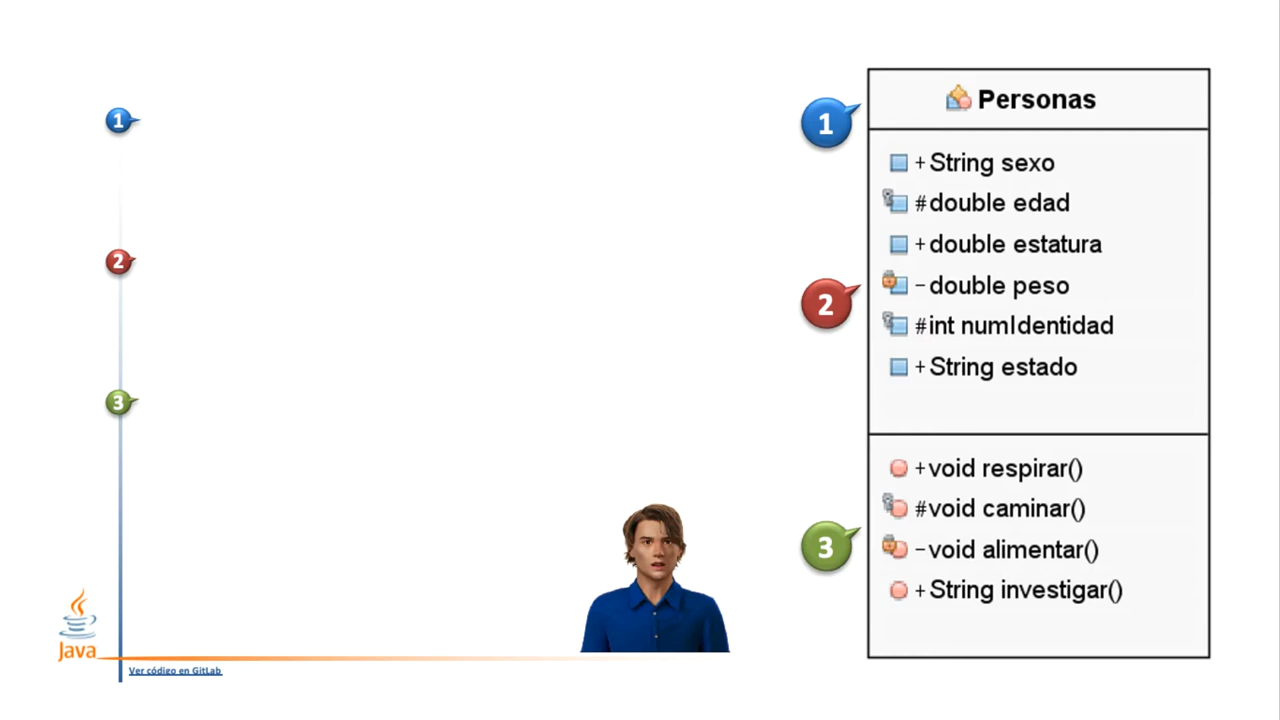 1
2
3
Java
Ver código en GitLab
1
2
3
Personas
+String sexo
#double edad
+double estatura
-double peso
#int numIdentidad
+String estado
+void respirar()
#void caminar()
-void alimentar()
+String investigar()